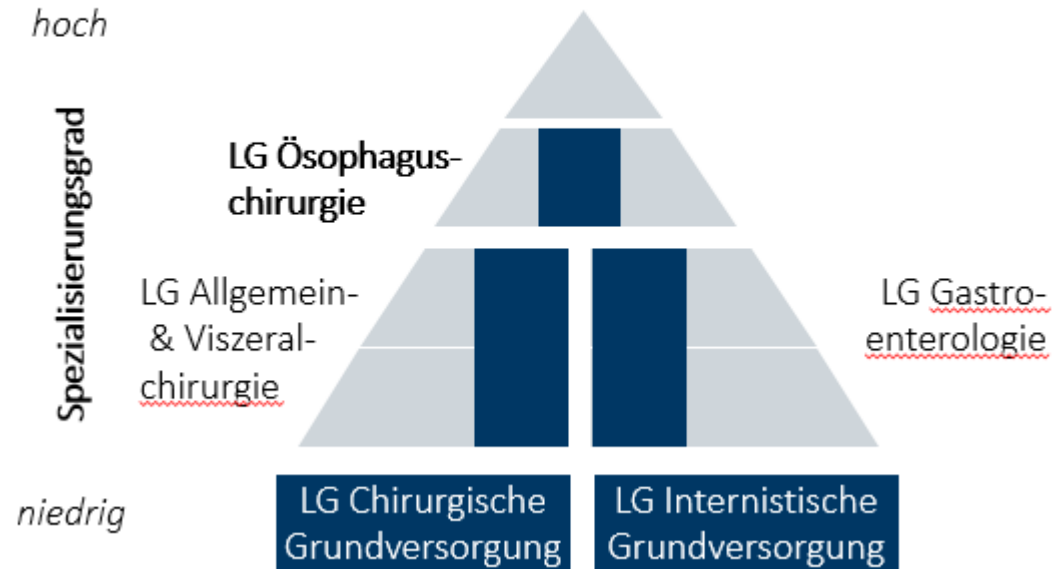 hoch
Spezialisierungsgrad
LG Ösophagus-
chirurgie
LG Allgemein-
& Viszeral-
chirurgie
LG Gastro-
enterologie
niedrig
LG Chirurgische
Grundversorgung
LG Internistische
Grundversorgung